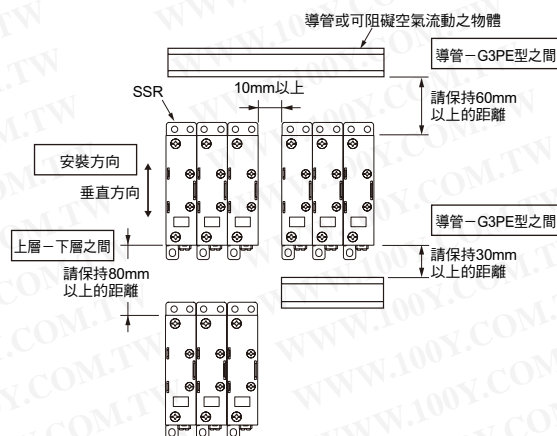 導管或可阻礙空氣流動之物體
導管－G3PE型之間
SSR
10mm以上
請保持60mm
以上的距離
安裝方向
垂直方向
導管－G3PE型之間
上層－下層之間
請保持80mm
以上的距離
請保持30mm
以上的距離
WWW.100Y.COM.TW